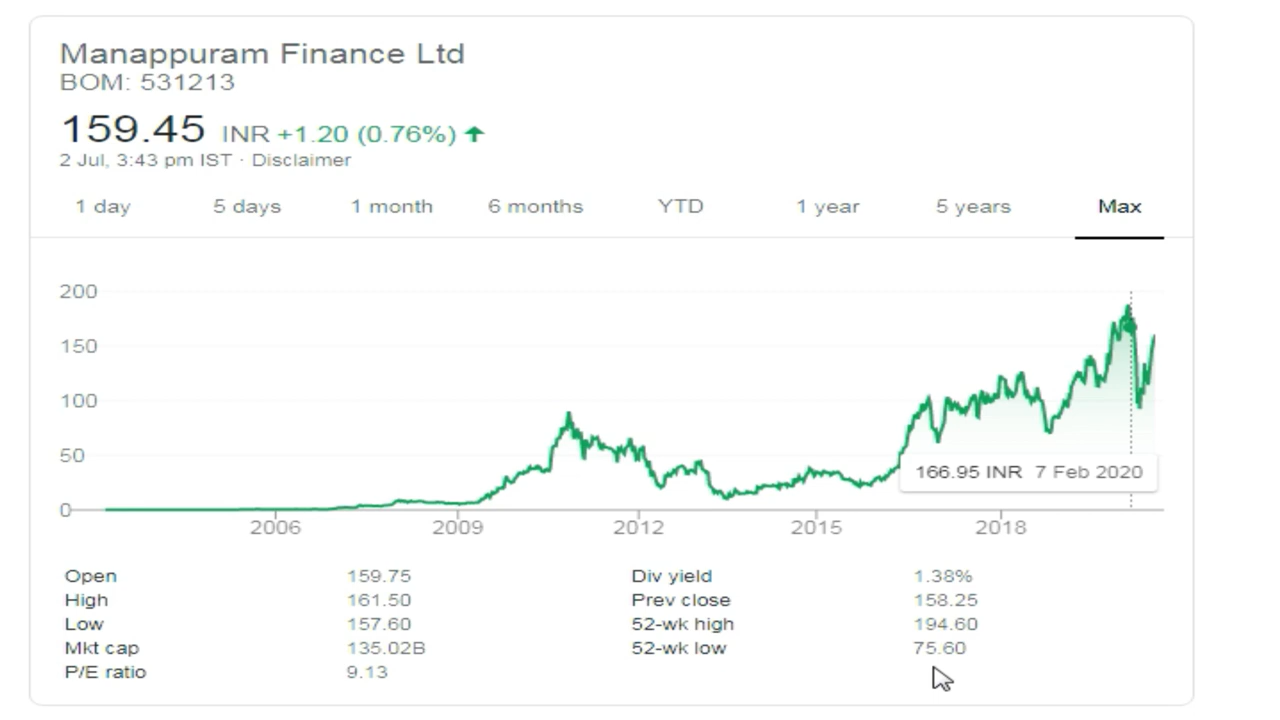 Manappuram Finance Ltd
BOM: 531213
159.45 INR +1.20 (0.76%)
2 Jul, 3:43 pm IST · Disclaimer
1 day 5 days 1 month 6 months YTD 1 year 5 years Max
200
150
100
50
166.95 INR 7 Feb 2020
0
2006 2009 2012 2015 2018
Open 159.75 Div yield 1.38%
High 161.50 Prev close 158.25
Low 157.60 52-wk high 194.60
Mkt cap 135.02B 52-wk low 75.60
P/E ratio 9.13